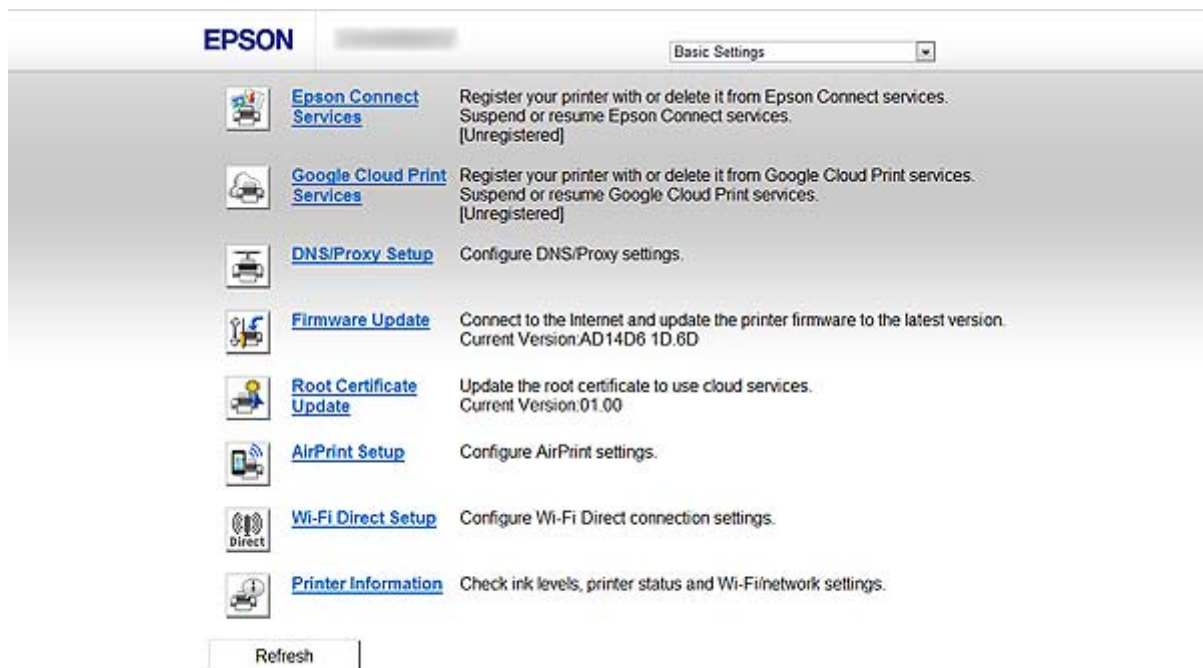 EPSON
Basic Settings
Epson Connect Services
Register your printer with or delete it from Epson Connect services.
Suspend or resume Epson Connect services.
[Unregistered]
Google Cloud Print Services
Register your printer with or delete it from Google Cloud Print services.
Suspend or resume Google Cloud Print services.
[Unregistered]
DNS/Proxy Setup
Configure DNS/Proxy settings.
Firmware Update
Connect to the Internet and update the printer firmware to the latest version.
Current Version:AD14D6 1D.6D
Root Certificate Update
Update the root certificate to use cloud services.
Current Version:01.00
AirPrint Setup
Configure AirPrint settings.
Direct
Wi-Fi Direct Setup
Configure Wi-Fi Direct connection settings.
Printer Information
Check ink levels, printer status and Wi-Fi/network settings.
Refresh